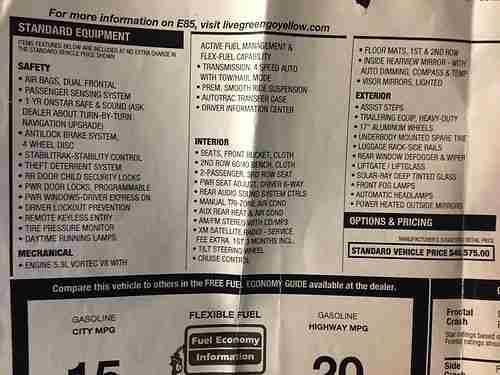 For more information on E85, visit livegreengoyellow.com
STANDARD EQUIPMENT
ITEMS FEATURED BELOW ARE INCLUDED AT NO EXTRA CHARGE IN
THE STANDARD VEHICLE PRICE SHOWN
SAFETY
• AIR BAGS, DUAL FRONTAL
• PASSENGER SENSING SYSTEM
• 1 YR ONSTAR SAFE & SOUND (ASK
DEALER ABOUT TURN-BY-TURN
NAVIGATION UPGRADE)
• ANTILOCK BRAKE SYSTEM,
4 WHEEL DISC
• STABILITRAK-STABILITY CONTROL
• THEFT DETERRENT SYSTEM
• RR DOOR CHILD SECURITY LOCKS
• PWR DOOR LOCKS, PROGRAMMABLE
• PWR WINDOWS-DRIVER EXPRESS DN
• DRIVER LOCKOUT PREVENTION
• REMOTE KEYLESS ENTRY
• TIRE PRESSURE MONITOR
• DAYTIME RUNNING LAMPS
MECHANICAL
• ENGINE 5.3L VORTEC V8 WITH
ACTIVE FUEL MANAGEMENT &
FLEX-FUEL CAPABILITY
• TRANSMISSION, 4 SPEED AUTO
WITH TOW/HAUL MODE
• PREM. SMOOTH RIDE SUSPENSION
• AUTOTRAC TRANSFER CASE
• DRIVER INFORMATION CENTER
INTERIOR
• SEATS, FRONT BUCKET, CLOTH
• 2ND ROW 60/40 BENCH, CLOTH
• 2-PASSENGER, 3RD ROW SEAT
• PWR SEAT ADJUST, DRIVER 6-WAY
• REAR AUDIO SOUND SYSTEM CTRLS
• MANUAL TRI-ZONE AIR COND
• AUX REAR HEAT & AIR COND
• AM/FM STEREO WITH CD/MP3
• XM SATELLITE RADIO - SERVICE
FEE EXTRA. 1ST 3 MONTHS INCL.
• TILT STEERING WHEEL
• CRUISE CONTROL
• FLOOR MATS, 1ST & 2ND ROW
• INSIDE REARVIEW MIRROR - WITH
AUTO DIMMING, COMPASS & TEMP
• VISOR MIRRORS, LIGHTED
EXTERIOR
• ASSIST STEPS
• TRAILERING EQUIP, HEAVY-DUTY
• 17" ALUMINUM WHEELS
• UNDERBODY MOUNTED SPARE TIRE
• LUGGAGE RACK-SIDE RAILS
• REAR WINDOW DEFOGGER & WIPER
• LIFTGATE / LIFTGLASS
• SOLAR-RAY DEEP TINTED GLASS
• FRONT FOG LAMPS
• AUTOMATIC HEADLAMPS
• POWER HEATED OUTSIDE MIRRORS
OPTIONS & PRICING
MANUFACTURER'S SUGGESTED RETAIL PRICE
STANDARD VEHICLE PRICE $40,575.00
Compare this vehicle to others in the FREE FUEL ECONOMY GUIDE available at the dealer.
GASOLINE
CITY MPG
15
FLEXIBLE FUEL
Fuel Economy
Information
GASOLINE
HIGHWAY MPG
20
Frontal
Crash
Star ratings based o
Frontal ratings shou
Side
Crash